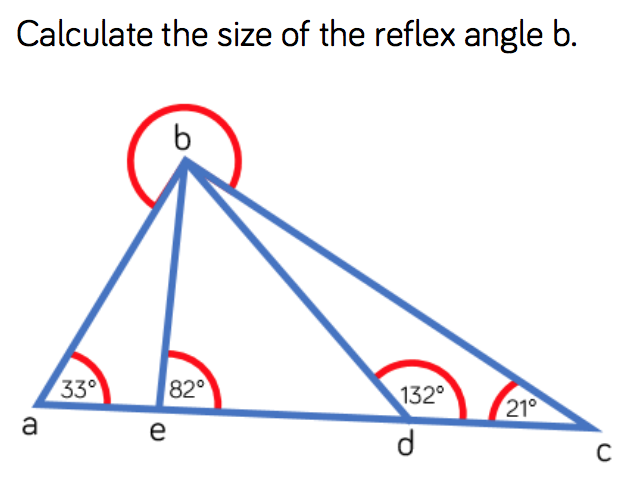 Calculate the size of the reflex angle b.
b
33°
82°
132°
21°
a
e
d
c